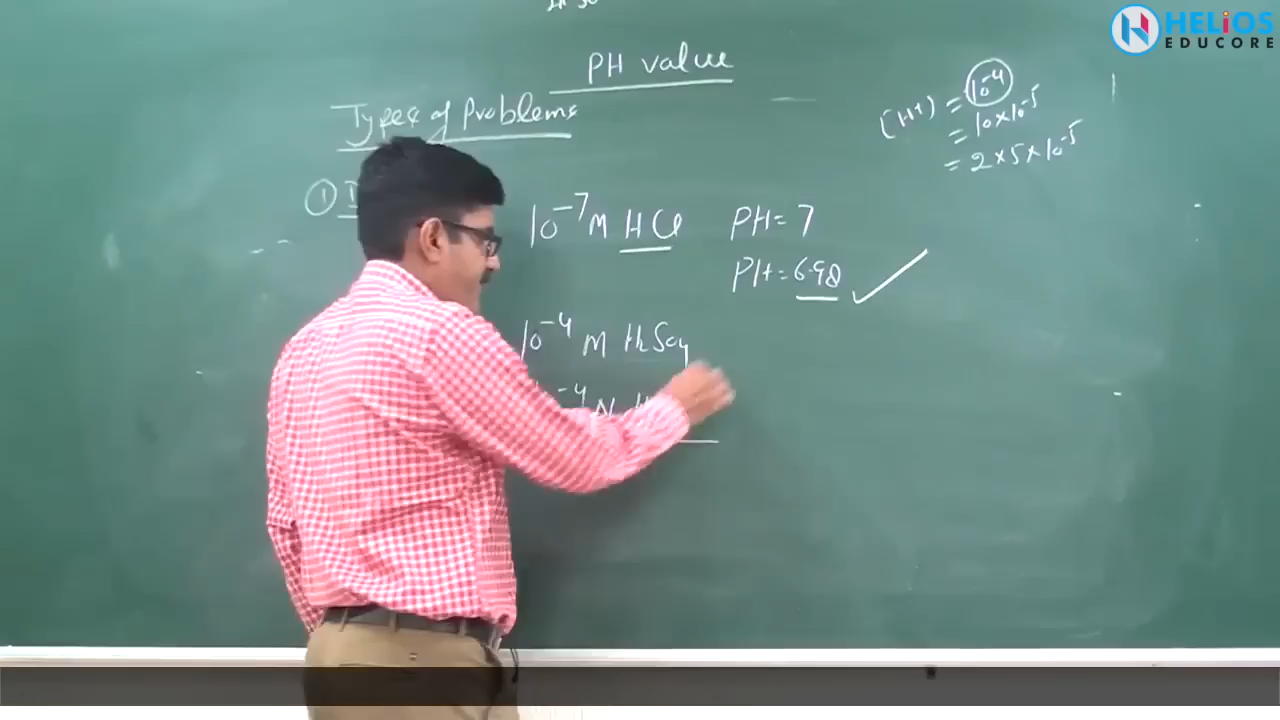 HELiOS
EDUCORE
PH value
Types of Problems
[H+) = 10⁻⁴
= 10×10⁻⁵
= 2×5×10⁻⁵
①
10⁻⁷ M HCl PH = 7
PH = 6.98 ✓
10⁻⁴ M H₂SO₄
⁻⁴ N H